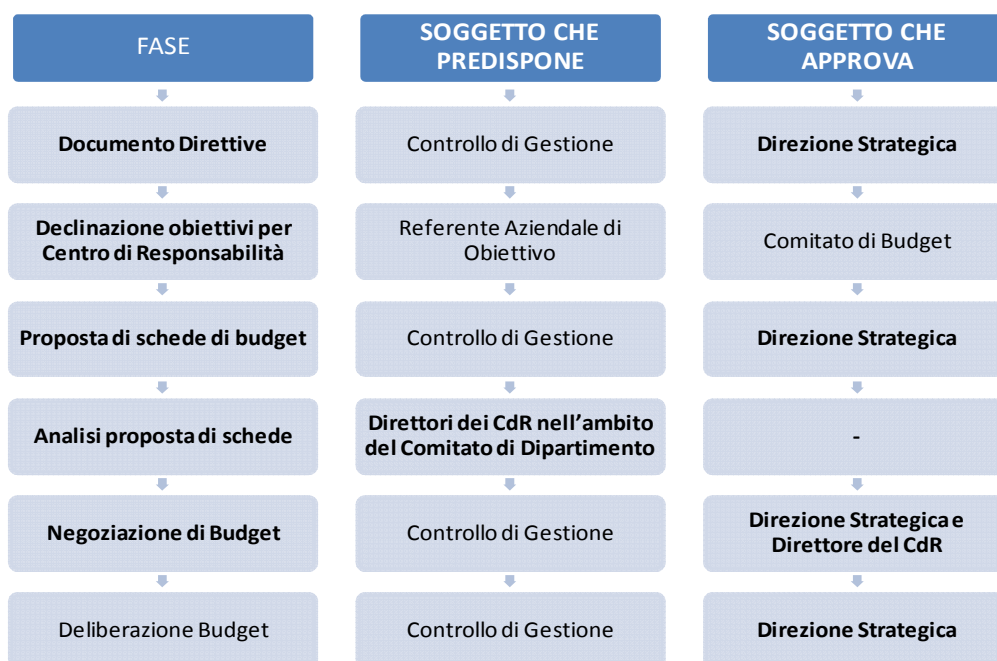 FASE
SOGGETTO CHE
PREDISPONE
SOGGETTO CHE
APPROVA
Documento Direttive
Controllo di Gestione
Direzione Strategica
Declinazione obiettivi per
Centro di Responsabilità
Referente Aziendale di
Obiettivo
Comitato di Budget
Proposta di schede di budget
Controllo di Gestione
Direzione Strategica
Analisi proposta di schede
Direttori dei CdR nell’ambito
del Comitato di Dipartimento
-
Negoziazione di Budget
Controllo di Gestione
Direzione Strategica e
Direttore del CdR
Deliberazione Budget
Controllo di Gestione
Direzione Strategica